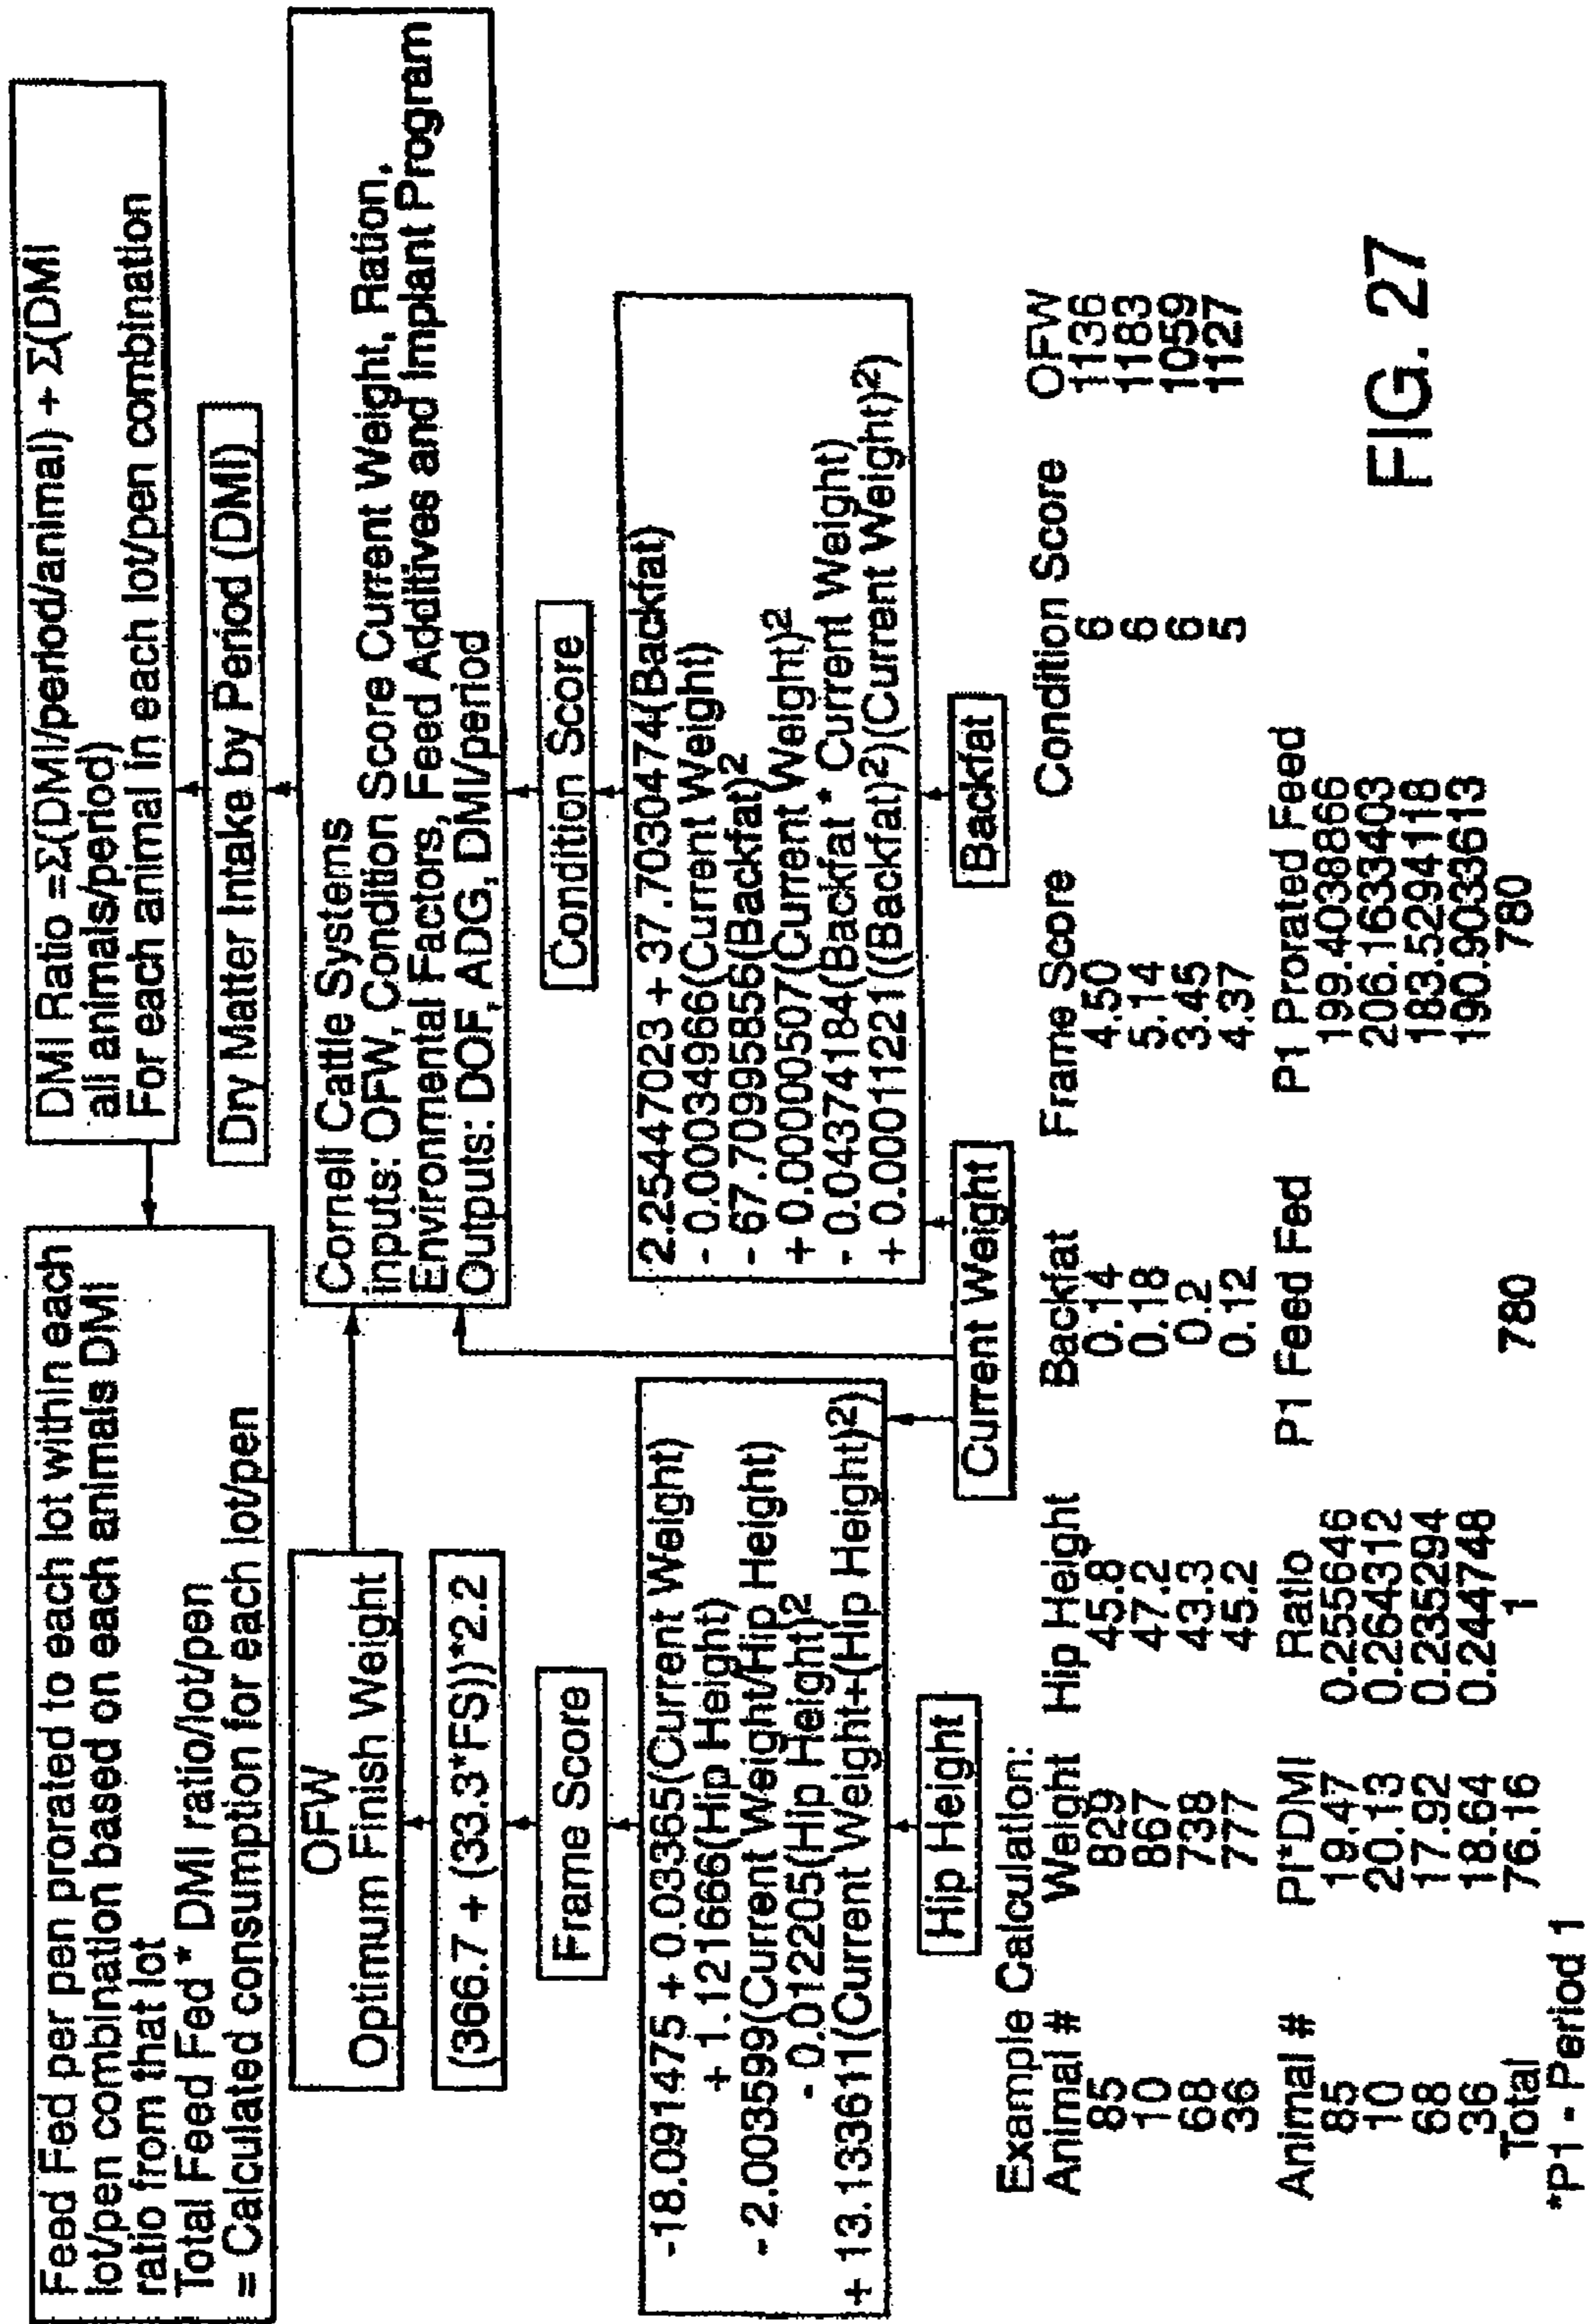 Feed Fed per pen prorated to each lot within each
lot/pen combination based on each animals DMI
ratio from that lot
Total Feed Fed * DMI ratio/lot/pen
= Calculated consumption for each lot/pen
DMI Ratio =Σ(DMI/period/animal) ÷ Σ(DMI
all animals/period)
For each animal in each lot/pen combination
Dry Matter Intake by Period (DMI)
OFW
Optimum Finish Weight
Cornell Cattle Systems
Inputs: OFW, Condition Score Current Weight, Ration,
Environmental Factors, Feed Additives and Implant Program
Outputs: DOF, ADG, DMI/period
(366.7 + (33.3*FS))*2.2
Frame Score
Condition Score
-18.091475 + 0.03365(Current Weight)
+ 1.121666(Hip Height)
- 2.003599(Current Weight/Hip Height)
- 0.012205(Hip Height)2
+ 13.133611(Current Weight÷(Hip Height)2)
2.25447023 + 37.7030474(Backfat)
- 0.00034966(Current Weight)
- 67.70995856(Backfat)2
+ 0.00000507(Current Weight)2
- 0.04374184(Backfat * Current Weight)
+ 0.00011221((Backfat)2)(Current Weight)2)
Hip Height
Current Weight
Backfat
Example Calculation:
Animal # Weight Hip Height Backfat Frame Score Condition Score OFW
85 829 45.8 0.14 4.50 6 1136
10 867 47.2 0.18 5.14 6 1183
68 738 43.3 0.2 3.45 6 1059
36 777 45.2 0.12 4.37 5 1127
Animal # PI*DMI Ratio P1 Feed Fed P1 Prorated Feed
85 19.47 0.255646 199.4038866
10 20.13 0.264312 206.1633403
68 17.92 0.235294 183.5294118
36 18.64 0.244748 190.9033613
Total 76.16 1 780 780
*P1 - Period 1
FIG. 27